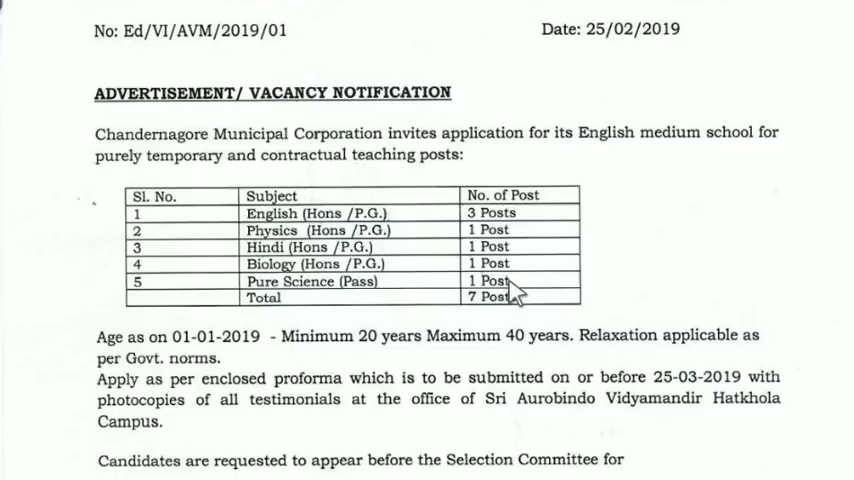 No: Ed/VI/AVM/2019/01 Date: 25/02/2019
ADVERTISEMENT/ VACANCY NOTIFICATION
Chandernagore Municipal Corporation invites application for its English medium school for
purely temporary and contractual teaching posts:
Sl. No. Subject No. of Post
1 English (Hons /P.G.) 3 Posts
2 Physics (Hons /P.G.) 1 Post
3 Hindi (Hons /P.G.) 1 Post
4 Biology (Hons /P.G.) 1 Post
5 Pure Science (Pass) 1 Post
Total 7 Post
Age as on 01-01-2019 - Minimum 20 years Maximum 40 years. Relaxation applicable as
per Govt. norms.
Apply as per enclosed proforma which is to be submitted on or before 25-03-2019 with
photocopies of all testimonials at the office of Sri Aurobindo Vidyamandir Hatkhola
Campus.
Candidates are requested to appear before the Selection Committee for